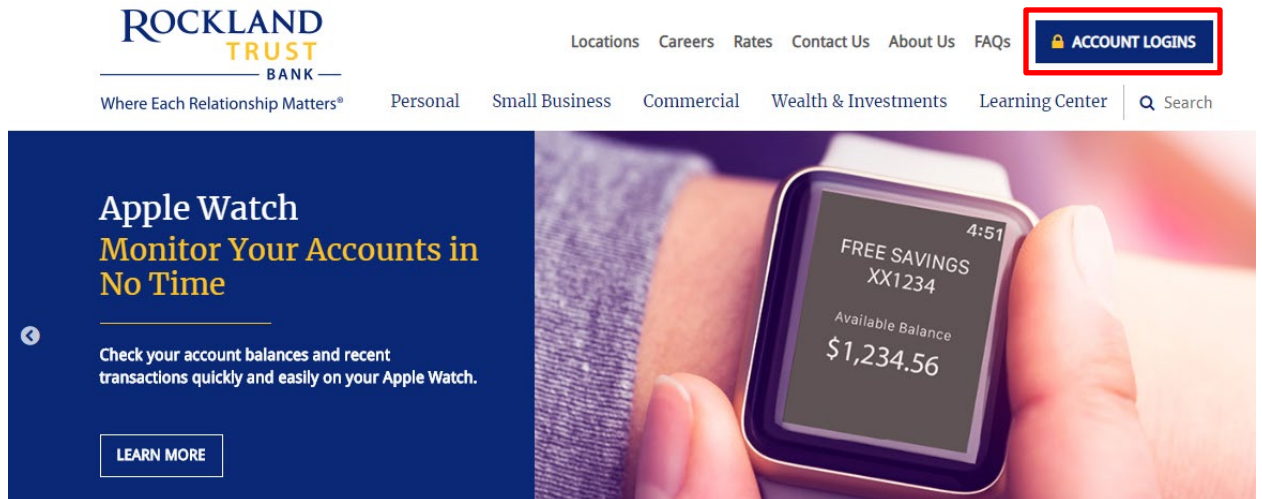 ROCKLAND
TRUST
BANK
Where Each Relationship Matters®
Locations Careers Rates Contact Us About Us FAQs ACCOUNT LOGINS
Personal Small Business Commercial Wealth & Investments Learning Center Search
Apple Watch
Monitor Your Accounts in
No Time
Check your account balances and recent
transactions quickly and easily on your Apple Watch.
LEARN MORE
4:51
FREE SAVINGS
XX1234
Available Balance
$1,234.56